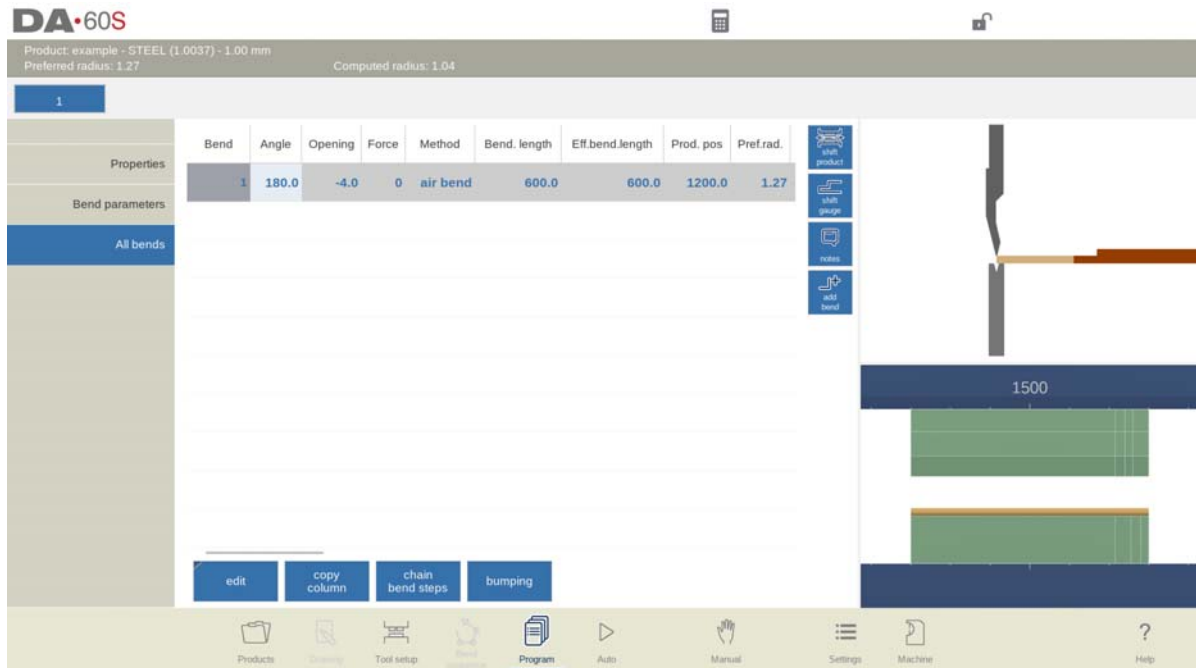 DA•60S
Product: example - STEEL (1.0037) - 1.00 mm
Preferred radius: 1.27 Computed radius: 1.04
1
Properties
Bend parameters
All bends
Bend Angle Opening Force Method Bend. length Eff.bend.length Prod. pos Pref.rad.
1 180.0 -4.0 0 air bend 600.0 600.0 1200.0 1.27
shift
product
shift
gauge
notes
add
bend
1500
edit
copy
column
chain
bend steps
bumping
Products Drawing Tool setup Bend sequence Program Auto Manual Settings Machine ? Help